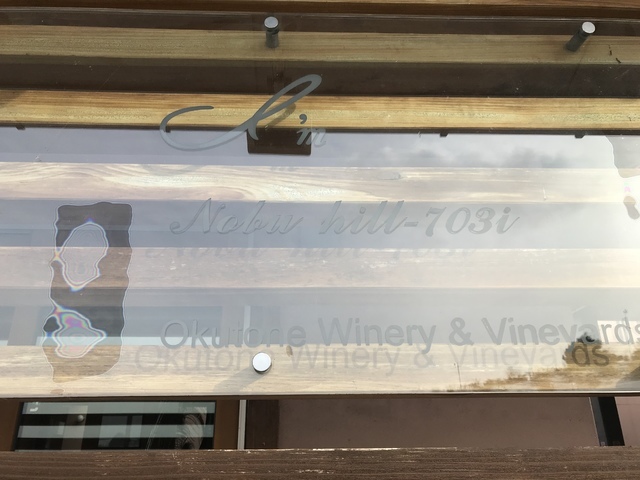 I'm
Nobu hill-703i
Okutone Winery & Vineyards